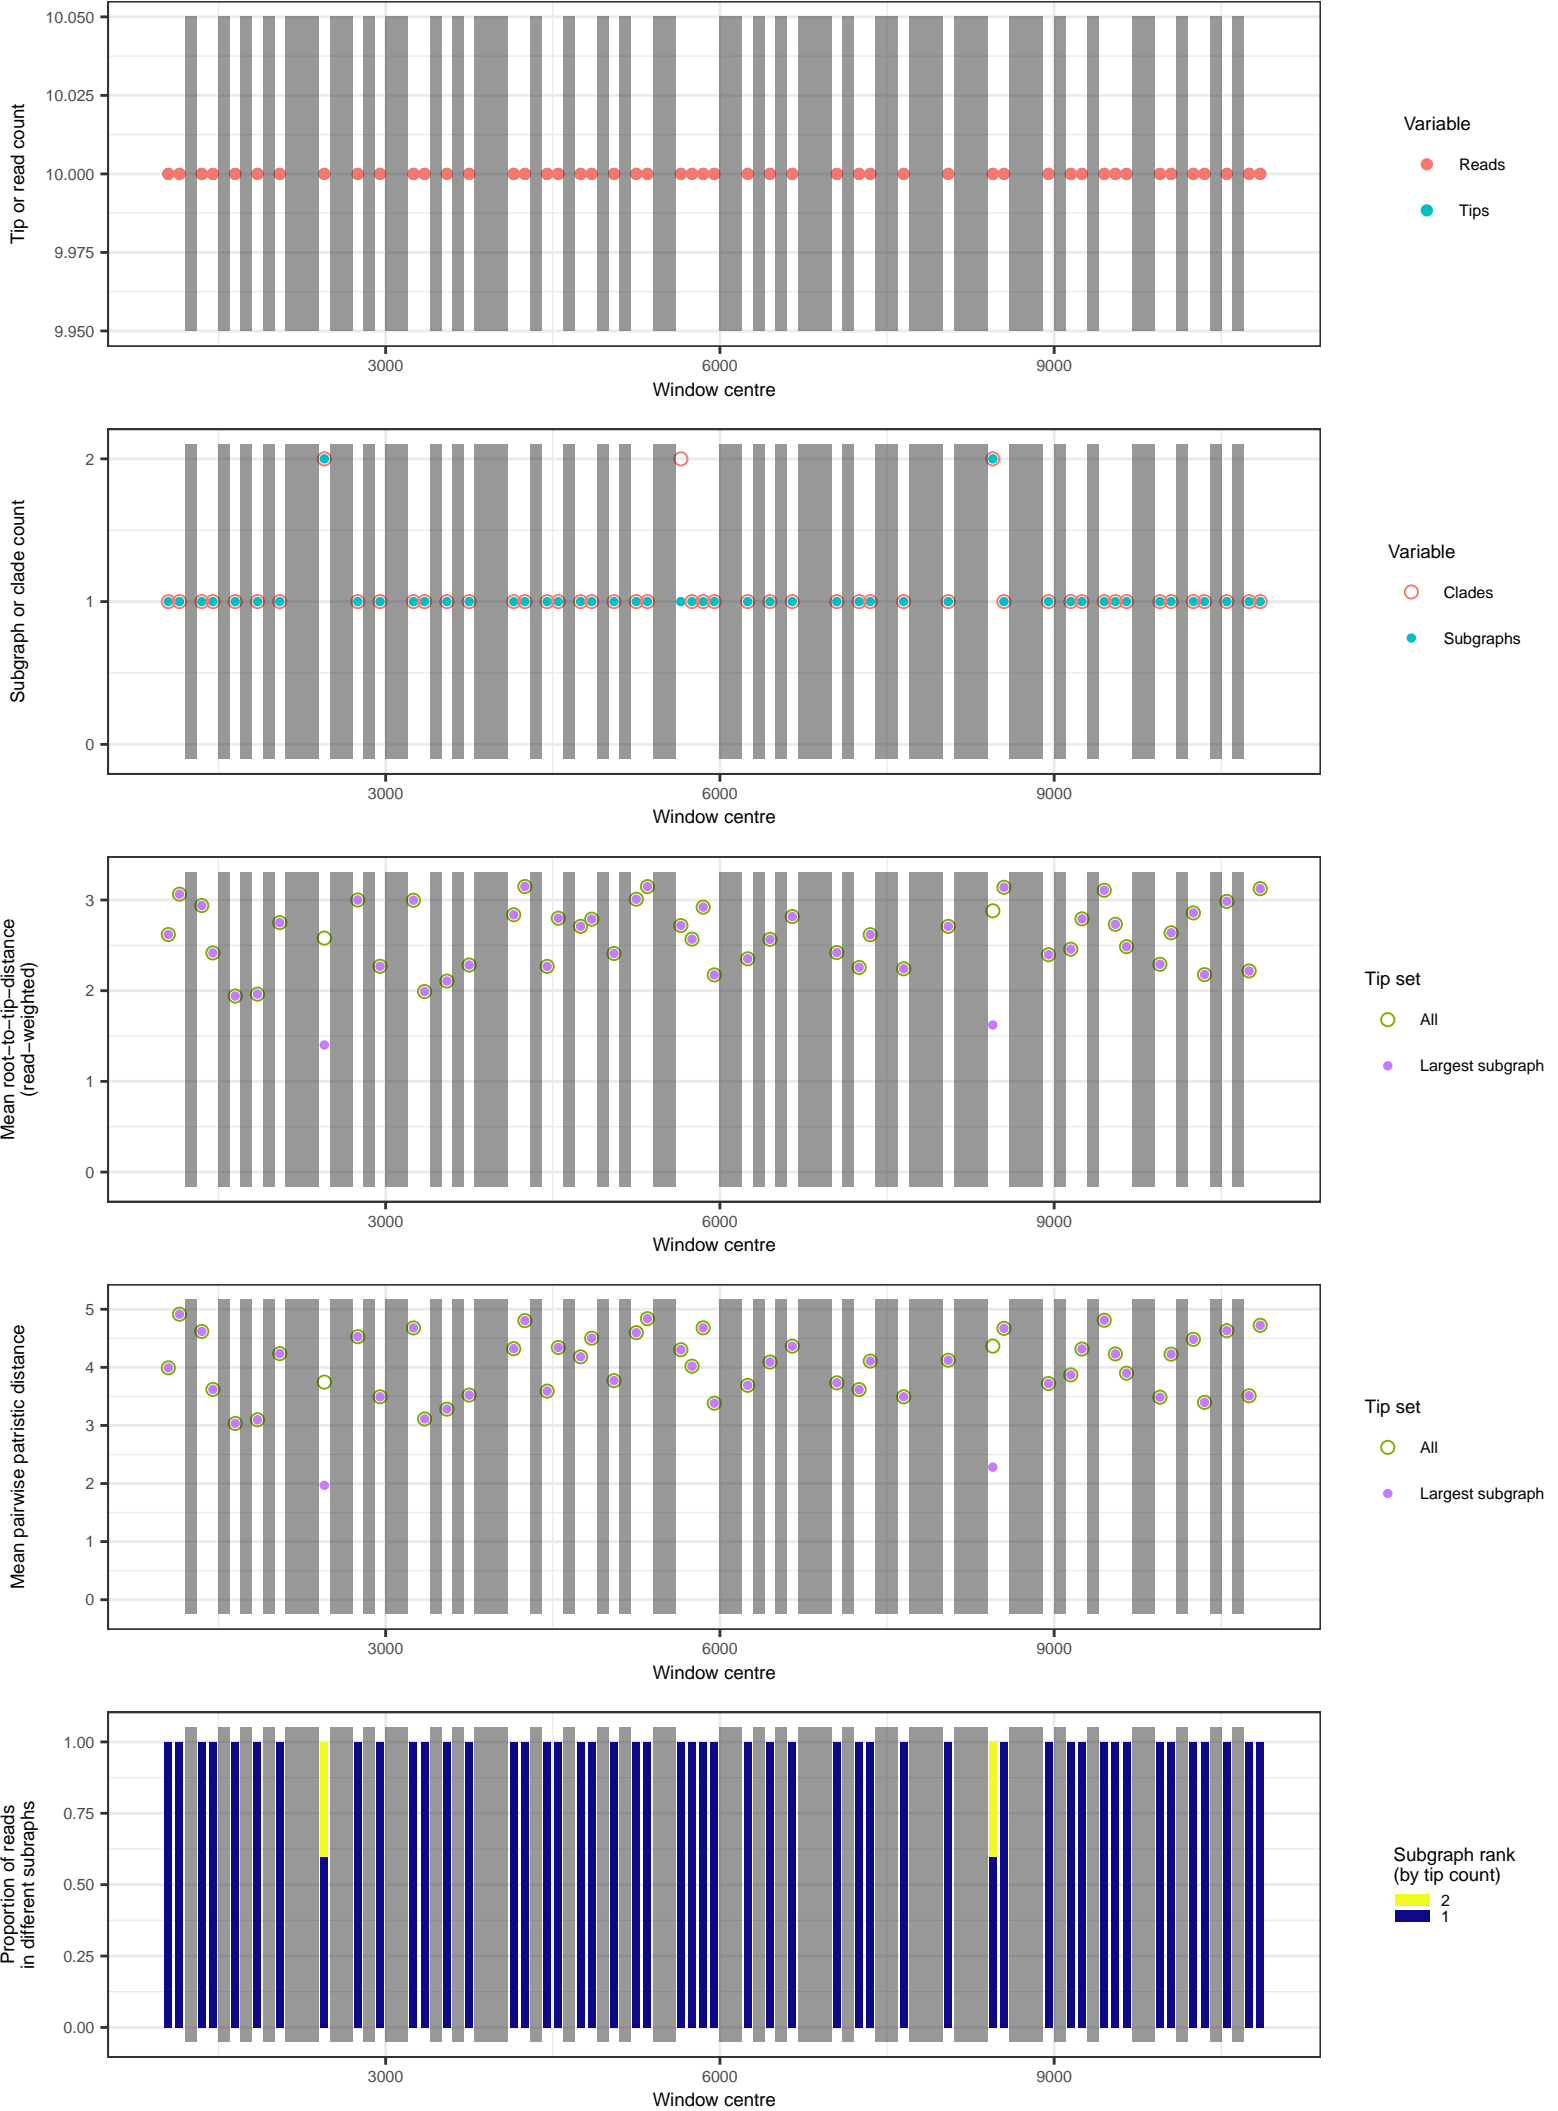 10.050
10.025
10.000
9.975
9.950
Tip or read count
3000
6000
9000
Window centre
Variable
Reads
Tips
2
1
0
Subgraph or clade count
3000
6000
9000
Window centre
Variable
Clades
Subgraphs
3
2
1
0
Mean root−to−tip−distance
(read−weighted)
3000
6000
9000
Window centre
Tip set
All
Largest subgraph
5
4
3
2
1
0
Mean pairwise patristic distance
3000
6000
9000
Window centre
Tip set
All
Largest subgraph
1.00
0.75
0.50
0.25
0.00
Proportion of reads
in different subraphs
3000
6000
9000
Window centre
Subgraph rank
(by tip count)
2
1